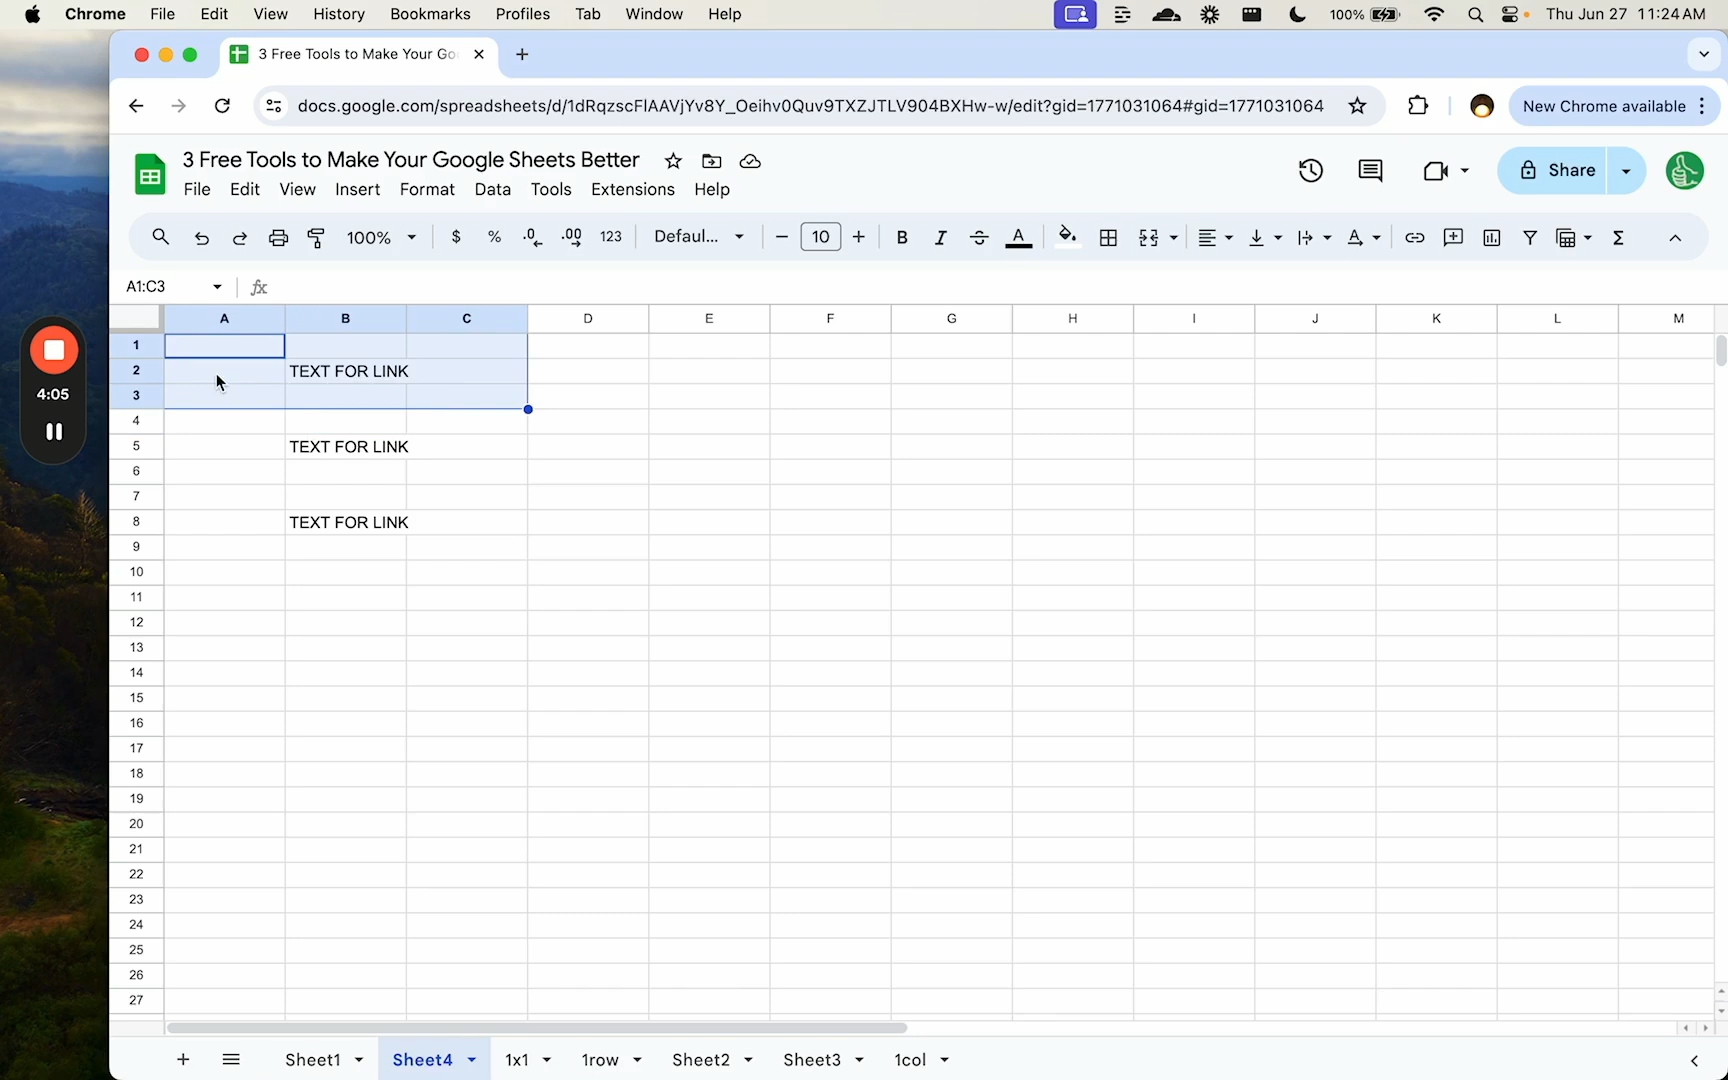 Chrome File Edit View History Bookmarks Profiles Tab Window Help 100% Thu Jun 27 11:24 AM
3 Free Tools to Make Your Go
docs.google.com/spreadsheets/d/1dRqzscFlAAVjYv8Y_Oeihv0Quv9TXZJTLV904BXHw-w/edit?gid=1771031064#gid=1771031064 New Chrome available
3 Free Tools to Make Your Google Sheets Better
File Edit View Insert Format Data Tools Extensions Help
Share
100% $ % .0 .00 123 Defaul... 10 B I S A
A1:C3 fx
A B C D E F G H I J K L M
1
2 TEXT FOR LINK
3
4:05
4
5 TEXT FOR LINK
6
7
8 TEXT FOR LINK
9
10
11
12
13
14
15
16
17
18
19
20
21
22
23
24
25
26
27
Sheet1 Sheet4 1x1 1row Sheet2 Sheet3 1col